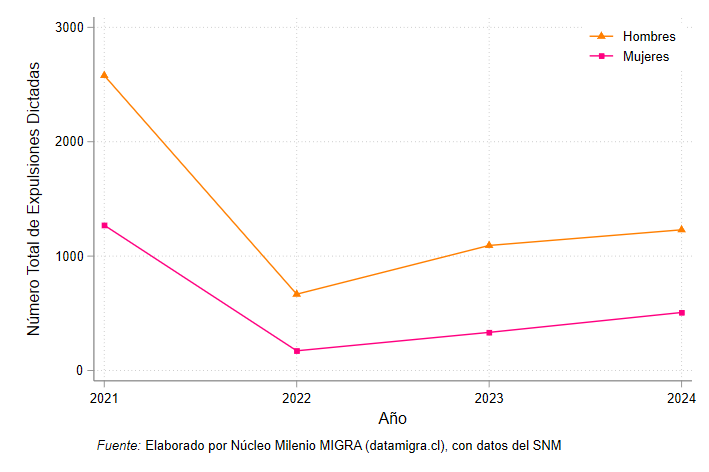 3000
Hombres
Mujeres
2000
1000
0
Número Total de Expulsiones Dictadas
2021
2022
2023
2024
Año
Fuente: Elaborado por Núcleo Milenio MIGRA (datamigra.cl), con datos del SNM